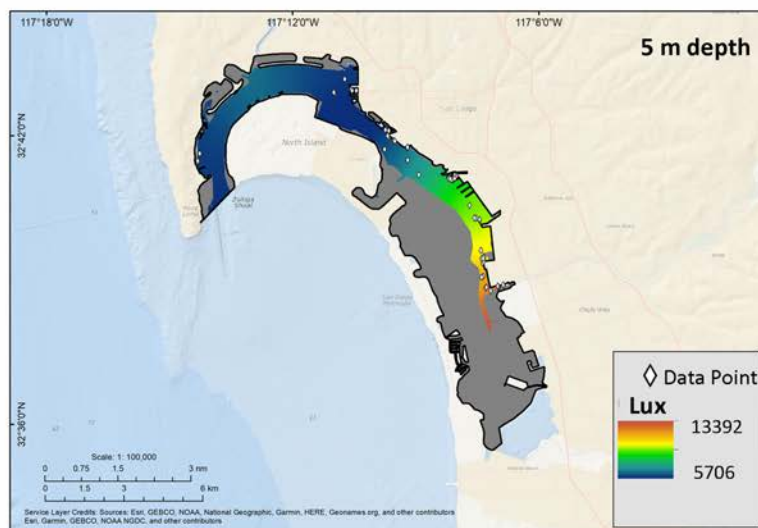 117°18'0"W
117°12'0"W
117°6'0"W
5 m depth
32°42'0"N
North Island
Zuniga
Shoal
Chula Vista
32°36'0"N
Data Point
Lux
13392
5706
Scale: 1: 100,000
0 0.75 1.5 3 nm
0 1.5 3 6 km
Service Layer Credits: Sources: Esri, GEBCO, NOAA, National Geographic, Garmin, HERE, Geonames.org, and other contributors
Esri, Garmin, GEBCO, NOAA NGDC, and other contributors